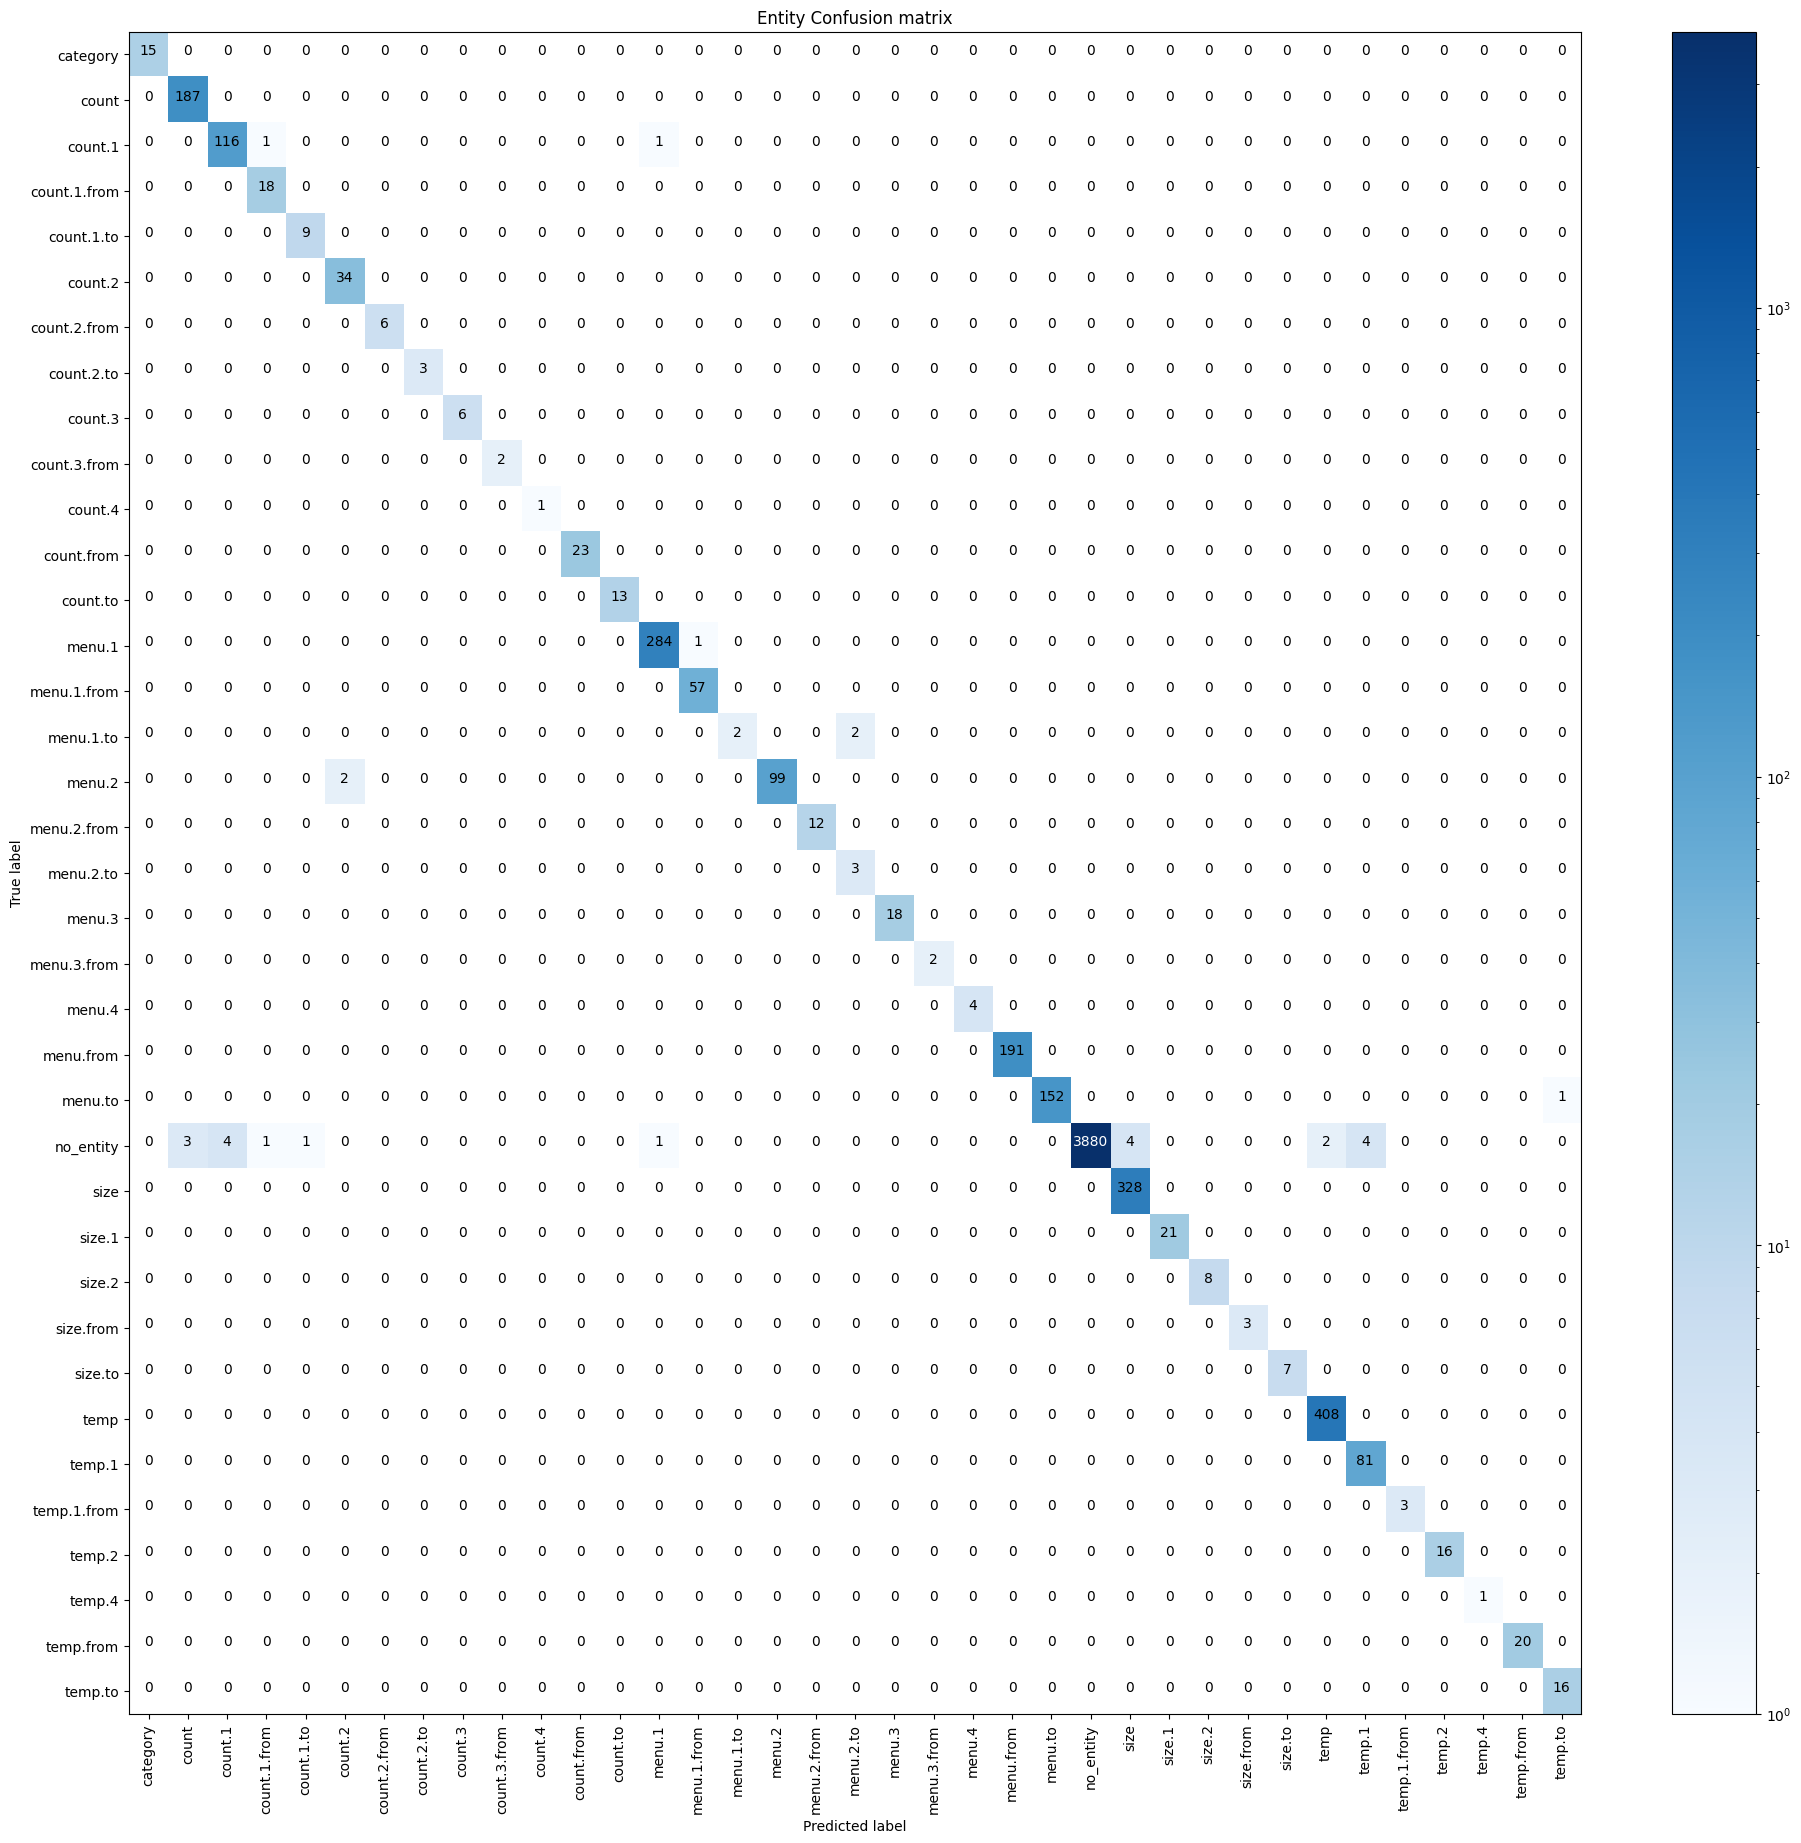 Entity Confusion matrix
category 15 0 0 0 0 0 0 0 0 0 0 0 0 0 0 0 0 0 0 0 0 0 0 0 0 0 0 0 0 0 0 0 0 0 0 0 0
count 0 187 0 0 0 0 0 0 0 0 0 0 0 0 0 0 0 0 0 0 0 0 0 0 0 0 0 0 0 0 0 0 0 0 0 0 0
count.1 0 0 116 1 0 0 0 0 0 0 0 0 0 1 0 0 0 0 0 0 0 0 0 0 0 0 0 0 0 0 0 0 0 0 0 0 0
count.1.from 0 0 0 18 0 0 0 0 0 0 0 0 0 0 0 0 0 0 0 0 0 0 0 0 0 0 0 0 0 0 0 0 0 0 0 0 0
count.1.to 0 0 0 0 9 0 0 0 0 0 0 0 0 0 0 0 0 0 0 0 0 0 0 0 0 0 0 0 0 0 0 0 0 0 0 0 0
count.2 0 0 0 0 0 34 0 0 0 0 0 0 0 0 0 0 0 0 0 0 0 0 0 0 0 0 0 0 0 0 0 0 0 0 0 0 0
count.2.from 0 0 0 0 0 0 6 0 0 0 0 0 0 0 0 0 0 0 0 0 0 0 0 0 0 0 0 0 0 0 0 0 0 0 0 0 0
count.2.to 0 0 0 0 0 0 0 3 0 0 0 0 0 0 0 0 0 0 0 0 0 0 0 0 0 0 0 0 0 0 0 0 0 0 0 0 0
count.3 0 0 0 0 0 0 0 0 6 0 0 0 0 0 0 0 0 0 0 0 0 0 0 0 0 0 0 0 0 0 0 0 0 0 0 0 0
count.3.from 0 0 0 0 0 0 0 0 0 2 0 0 0 0 0 0 0 0 0 0 0 0 0 0 0 0 0 0 0 0 0 0 0 0 0 0 0
count.4 0 0 0 0 0 0 0 0 0 0 1 0 0 0 0 0 0 0 0 0 0 0 0 0 0 0 0 0 0 0 0 0 0 0 0 0 0
count.from 0 0 0 0 0 0 0 0 0 0 0 23 0 0 0 0 0 0 0 0 0 0 0 0 0 0 0 0 0 0 0 0 0 0 0 0 0
count.to 0 0 0 0 0 0 0 0 0 0 0 0 13 0 0 0 0 0 0 0 0 0 0 0 0 0 0 0 0 0 0 0 0 0 0 0 0
menu.1 0 0 0 0 0 0 0 0 0 0 0 0 0 284 1 0 0 0 0 0 0 0 0 0 0 0 0 0 0 0 0 0 0 0 0 0 0
menu.1.from 0 0 0 0 0 0 0 0 0 0 0 0 0 0 57 0 0 0 0 0 0 0 0 0 0 0 0 0 0 0 0 0 0 0 0 0 0
menu.1.to 0 0 0 0 0 0 0 0 0 0 0 0 0 0 0 2 0 0 2 0 0 0 0 0 0 0 0 0 0 0 0 0 0 0 0 0 0
menu.2 0 0 0 0 0 2 0 0 0 0 0 0 0 0 0 0 99 0 0 0 0 0 0 0 0 0 0 0 0 0 0 0 0 0 0 0 0
menu.2.from 0 0 0 0 0 0 0 0 0 0 0 0 0 0 0 0 0 12 0 0 0 0 0 0 0 0 0 0 0 0 0 0 0 0 0 0 0
menu.2.to 0 0 0 0 0 0 0 0 0 0 0 0 0 0 0 0 0 0 3 0 0 0 0 0 0 0 0 0 0 0 0 0 0 0 0 0 0
menu.3 0 0 0 0 0 0 0 0 0 0 0 0 0 0 0 0 0 0 0 18 0 0 0 0 0 0 0 0 0 0 0 0 0 0 0 0 0
menu.3.from 0 0 0 0 0 0 0 0 0 0 0 0 0 0 0 0 0 0 0 0 2 0 0 0 0 0 0 0 0 0 0 0 0 0 0 0 0
menu.4 0 0 0 0 0 0 0 0 0 0 0 0 0 0 0 0 0 0 0 0 0 4 0 0 0 0 0 0 0 0 0 0 0 0 0 0 0
menu.from 0 0 0 0 0 0 0 0 0 0 0 0 0 0 0 0 0 0 0 0 0 0 191 0 0 0 0 0 0 0 0 0 0 0 0 0 0
menu.to 0 0 0 0 0 0 0 0 0 0 0 0 0 0 0 0 0 0 0 0 0 0 0 152 0 0 0 0 0 0 0 0 0 0 0 0 1
no_entity 0 3 4 1 1 0 0 0 0 0 0 0 0 1 0 0 0 0 0 0 0 0 0 0 3880 4 0 0 0 0 2 4 0 0 0 0 0
size 0 0 0 0 0 0 0 0 0 0 0 0 0 0 0 0 0 0 0 0 0 0 0 0 0 328 0 0 0 0 0 0 0 0 0 0 0
size.1 0 0 0 0 0 0 0 0 0 0 0 0 0 0 0 0 0 0 0 0 0 0 0 0 0 0 21 0 0 0 0 0 0 0 0 0 0
size.2 0 0 0 0 0 0 0 0 0 0 0 0 0 0 0 0 0 0 0 0 0 0 0 0 0 0 0 8 0 0 0 0 0 0 0 0 0
size.from 0 0 0 0 0 0 0 0 0 0 0 0 0 0 0 0 0 0 0 0 0 0 0 0 0 0 0 0 3 0 0 0 0 0 0 0 0
size.to 0 0 0 0 0 0 0 0 0 0 0 0 0 0 0 0 0 0 0 0 0 0 0 0 0 0 0 0 0 7 0 0 0 0 0 0 0
temp 0 0 0 0 0 0 0 0 0 0 0 0 0 0 0 0 0 0 0 0 0 0 0 0 0 0 0 0 0 0 408 0 0 0 0 0 0
temp.1 0 0 0 0 0 0 0 0 0 0 0 0 0 0 0 0 0 0 0 0 0 0 0 0 0 0 0 0 0 0 0 81 0 0 0 0 0
temp.1.from 0 0 0 0 0 0 0 0 0 0 0 0 0 0 0 0 0 0 0 0 0 0 0 0 0 0 0 0 0 0 0 0 3 0 0 0 0
temp.2 0 0 0 0 0 0 0 0 0 0 0 0 0 0 0 0 0 0 0 0 0 0 0 0 0 0 0 0 0 0 0 0 0 16 0 0 0
temp.4 0 0 0 0 0 0 0 0 0 0 0 0 0 0 0 0 0 0 0 0 0 0 0 0 0 0 0 0 0 0 0 0 0 0 1 0 0
temp.from 0 0 0 0 0 0 0 0 0 0 0 0 0 0 0 0 0 0 0 0 0 0 0 0 0 0 0 0 0 0 0 0 0 0 0 20 0
temp.to 0 0 0 0 0 0 0 0 0 0 0 0 0 0 0 0 0 0 0 0 0 0 0 0 0 0 0 0 0 0 0 0 0 0 0 0 16
True label
category count count.1 count.1.from count.1.to count.2 count.2.from count.2.to count.3 count.3.from count.4 count.from count.to menu.1 menu.1.from menu.1.to menu.2 menu.2.from menu.2.to menu.3 menu.3.from menu.4 menu.from menu.to no_entity size size.1 size.2 size.from size.to temp temp.1 temp.1.from temp.2 temp.4 temp.from temp.to
Predicted label
10³
10²
10¹
10⁰